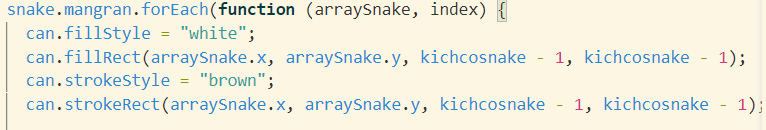 snake.mangran.forEach(function (arraySnake, index) {
can.fillStyle = "white";
can.fillRect(arraySnake.x, arraySnake.y, kichcosnake - 1, kichcosnake - 1);
can.strokeStyle = "brown";
can.strokeRect(arraySnake.x, arraySnake.y, kichcosnake - 1, kichcosnake - 1);